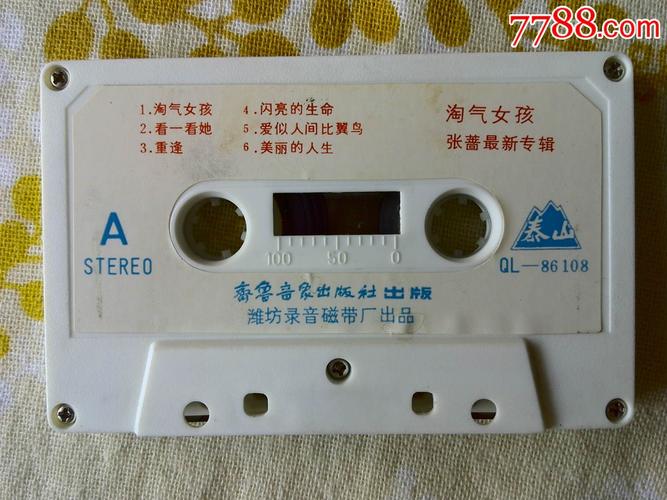 7788.com
1.淘气女孩
2.看一看她
3.重逢
4.闪亮的生命
5.爱似人间比翼鸟
6.美丽的人生
淘气女孩
张蔷最新专辑
A
STEREO
100 50 0
泰山
QL—86108
齐鲁音象出版社出版
潍坊录音磁带厂出品